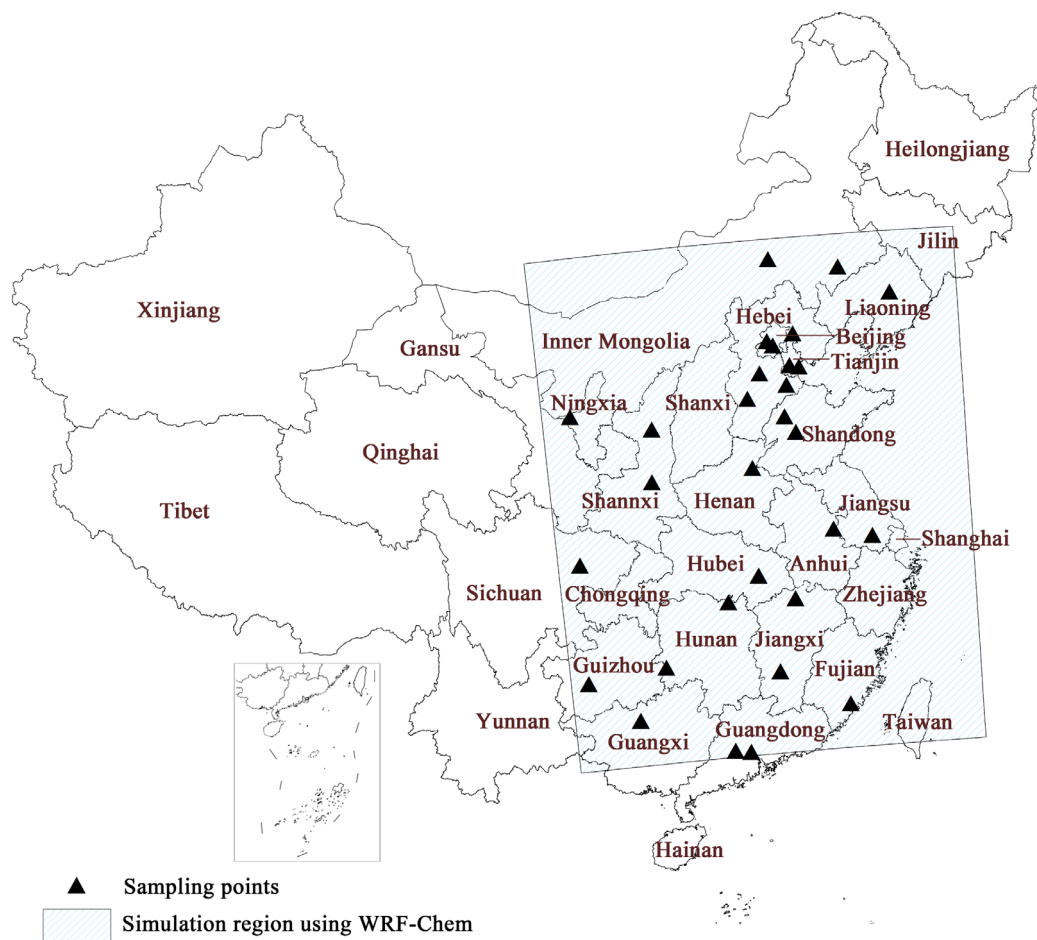 Heilongjiang
Jilin
Xinjiang
Liaoning
Hebei
Beijing
Inner Mongolia
Gansu
Tianjin
Ningxia
Shanxi
Shandong
Qinghai
Shannxi
Henan
Jiangsu
Tibet
Shanghai
Hubei
Anhui
Sichuan
Chongqing
Zhejiang
Hunan
Jiangxi
Guizhou
Fujian
Yunnan
Guangdong
Taiwan
Guangxi
Hainan
Sampling points
Simulation region using WRF-Chem